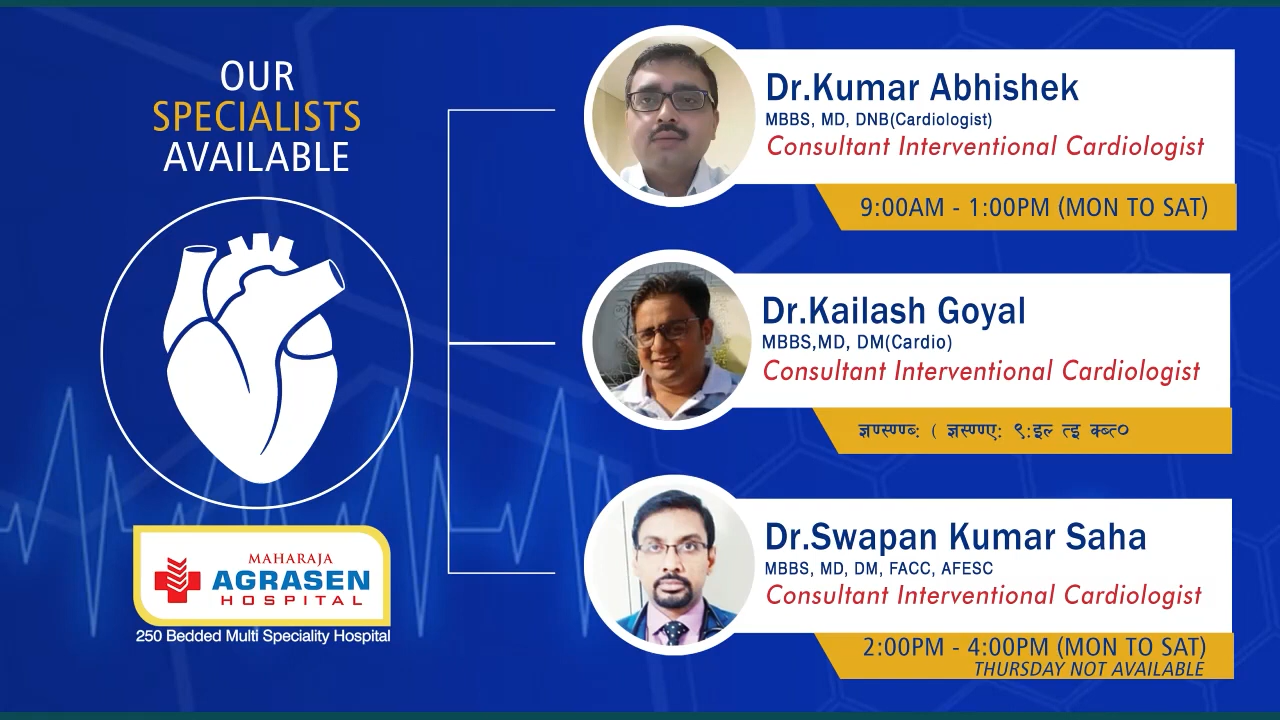 OUR
SPECIALISTS
AVAILABLE
MAHARAJA
AGRASEN
HOSPITAL
250 Bedded Multi Speciality Hospital
Dr.Kumar Abhishek
MBBS, MD, DNB(Cardiologist)
Consultant Interventional Cardiologist
9:00AM - 1:00PM (MON TO SAT)
Dr.Kailash Goyal
MBBS,MD, DM(Cardio)
Consultant Interventional Cardiologist
Dr.Swapan Kumar Saha
MBBS, MD, DM, FACC, AFESC
Consultant Interventional Cardiologist
2:00PM - 4:00PM (MON TO SAT)
THURSDAY NOT AVAILABLE